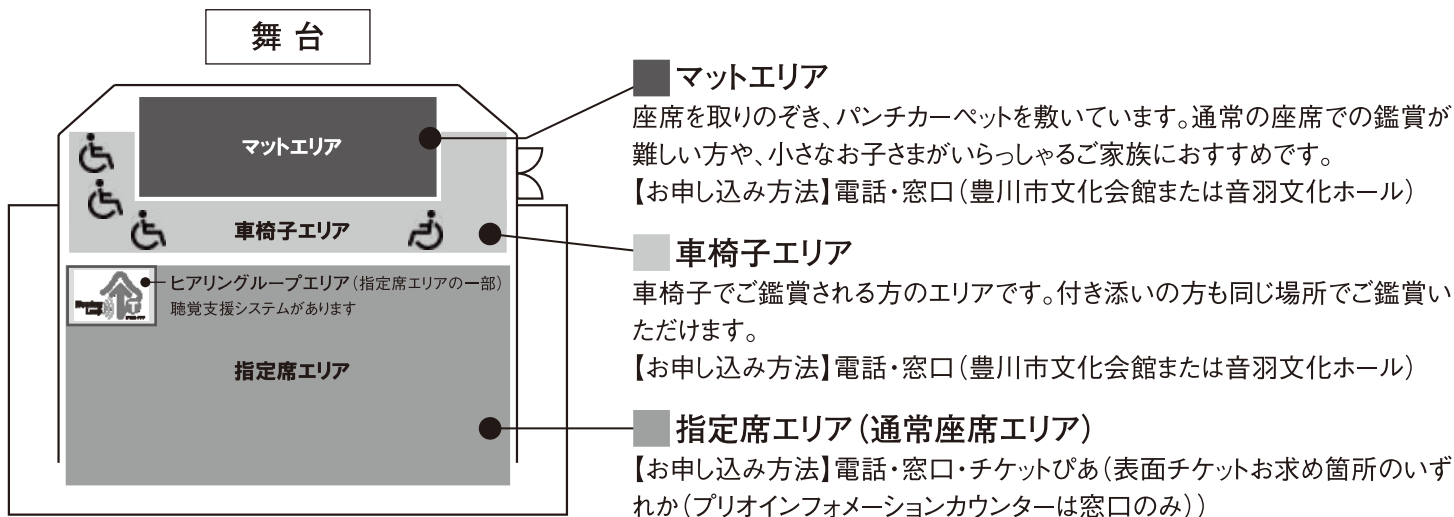 舞台
マットエリア
車椅子エリア
ヒアリングループエリア（指定席エリアの一部）
聴覚支援システムがあります
指定席エリア
マットエリア
座席を取りのぞき、パンチカーペットを敷いています。通常の座席での鑑賞が
難しい方や、小さなお子さまがいらっしゃるご家族におすすめです。
【お申し込み方法】電話・窓口（豊川市文化会館または音羽文化ホール）
車椅子エリア
車椅子でご鑑賞される方のエリアです。付き添いの方も同じ場所でご鑑賞い
ただけます。
【お申し込み方法】電話・窓口（豊川市文化会館または音羽文化ホール）
指定席エリア（通常座席エリア）
【お申し込み方法】電話・窓口・チケットぴあ（表面チケットお求め箇所のいず
れか（プリオインフォメーションカウンターは窓口のみ））